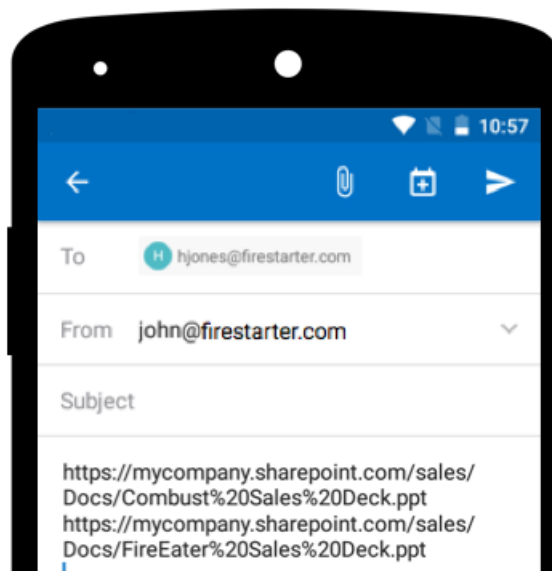 10:57
To H hjones@firestarter.com
From john@firestarter.com
Subject
https://mycompany.sharepoint.com/sales/
Docs/Combust%20Sales%20Deck.ppt
https://mycompany.sharepoint.com/sales/
Docs/FireEater%20Sales%20Deck.ppt